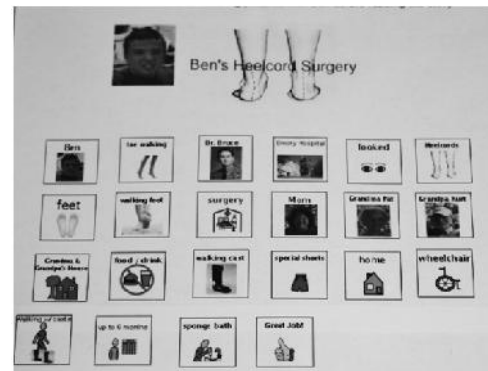 Ben's Heelcord Surgery
Ben
toe walking
Dr. Bruce
Emory Hospital
looked
Heelcords
feet
walking foot
surgery
Mom
Grandma Pat
Grandpa Kurt
Grandma &
Grandpa's House
food / drink
walking cast
special shorts
home
wheelchair
up to 6 months
sponge bath
Great Job!